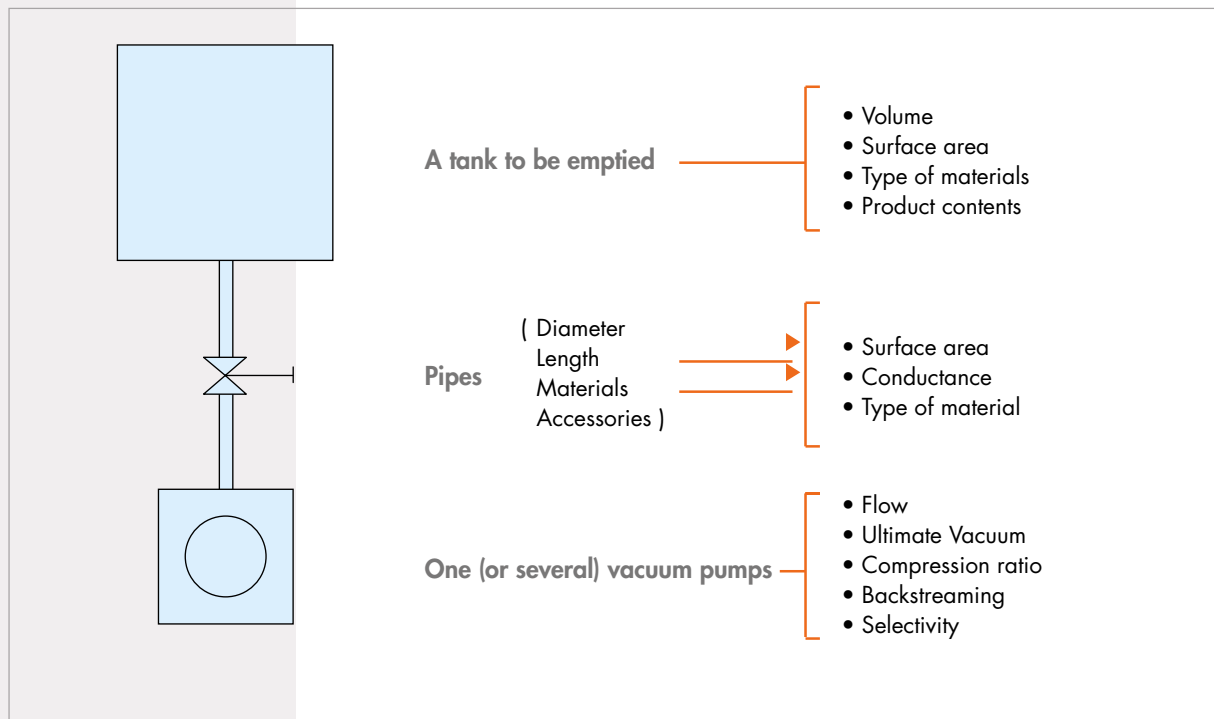 A tank to be emptied
• Volume
• Surface area
• Type of materials
• Product contents
Pipes
( Diameter
Length
Materials
Accessories )
• Surface area
• Conductance
• Type of material
One (or several) vacuum pumps
• Flow
• Ultimate Vacuum
• Compression ratio
• Backstreaming
• Selectivity